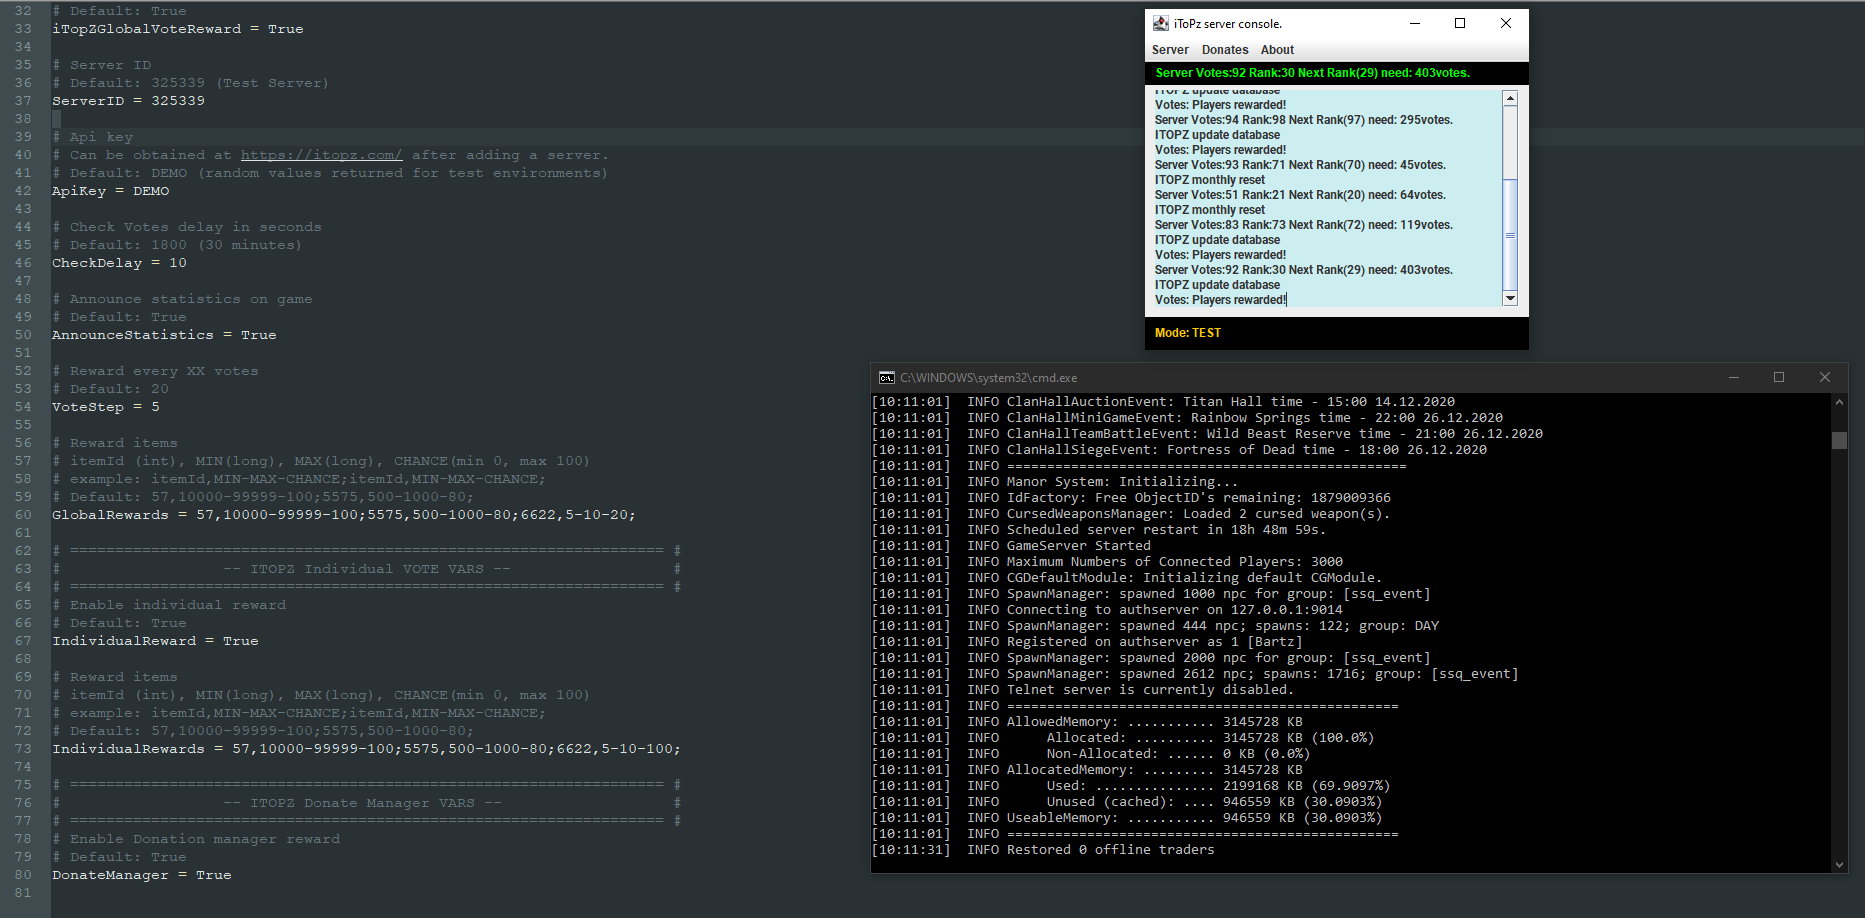 32 # Default: True
33 iTopZGlobalVoteReward = True
34
35 # Server ID
36 # Default: 325339 (Test Server)
37 ServerID = 325339
38
39 # Api key
40 # Can be obtained at https://itopz.com/ after adding a server.
41 # Default: DEMO (random values returned for test environments)
42 ApiKey = DEMO
43
44 # Check Votes delay in seconds
45 # Default: 1800 (30 minutes)
46 CheckDelay = 10
47
48 # Announce statistics on game
49 # Default: True
50 AnnounceStatistics = True
51
52 # Reward every XX votes
53 # Default: 20
54 VoteStep = 5
55
56 # Reward items
57 # itemId (int), MIN(long), MAX(long), CHANCE(min 0, max 100)
58 # example: itemId,MIN-MAX-CHANCE;itemId,MIN-MAX-CHANCE;
59 # Default: 57,10000-99999-100;5575,500-1000-80;
60 GlobalRewards = 57,10000-99999-100;5575,500-1000-80;6622,5-10-20;
61
62 # ================================================================== #
63 # -- ITOPZ Individual VOTE VARS -- #
64 # ================================================================== #
65 # Enable individual reward
66 # Default: True
67 IndividualReward = True
68
69 # Reward items
70 # itemId (int), MIN(long), MAX(long), CHANCE(min 0, max 100)
71 # example: itemId,MIN-MAX-CHANCE;itemId,MIN-MAX-CHANCE;
72 # Default: 57,10000-99999-100;5575,500-1000-80;
73 IndividualRewards = 57,10000-99999-100;5575,500-1000-80;6622,5-10-100;
74
75 # ================================================================== #
76 # -- ITOPZ Donate Manager VARS -- #
77 # ================================================================== #
78 # Enable Donation manager reward
79 # Default: True
80 DonateManager = True
81
iToPz server console.
Server Donates About
Server Votes:92 Rank:30 Next Rank(29) need: 403votes.
ITOPZ update database
Votes: Players rewarded!
Server Votes:94 Rank:98 Next Rank(97) need: 295votes.
ITOPZ update database
Votes: Players rewarded!
Server Votes:93 Rank:71 Next Rank(70) need: 45votes.
ITOPZ monthly reset
Server Votes:51 Rank:21 Next Rank(20) need: 64votes.
ITOPZ monthly reset
Server Votes:83 Rank:73 Next Rank(72) need: 119votes.
ITOPZ update database
Votes: Players rewarded!
Server Votes:92 Rank:30 Next Rank(29) need: 403votes.
ITOPZ update database
Votes: Players rewarded!
Mode: TEST
C:\WINDOWS\system32\cmd.exe
[10:11:01] INFO ClanHallAuctionEvent: Titan Hall time - 15:00 14.12.2020
[10:11:01] INFO ClanHallMiniGameEvent: Rainbow Springs time - 22:00 26.12.2020
[10:11:01] INFO ClanHallTeamBattleEvent: Wild Beast Reserve time - 21:00 26.12.2020
[10:11:01] INFO ClanHallSiegeEvent: Fortress of Dead time - 18:00 26.12.2020
[10:11:01] INFO ==================================================
[10:11:01] INFO Manor System: Initializing...
[10:11:01] INFO IdFactory: Free ObjectID's remaining: 1879009366
[10:11:01] INFO CursedWeaponsManager: Loaded 2 cursed weapon(s).
[10:11:01] INFO Scheduled server restart in 18h 48m 59s.
[10:11:01] INFO GameServer Started
[10:11:01] INFO Maximum Numbers of Connected Players: 3000
[10:11:01] INFO CGDefaultModule: Initializing default CGModule.
[10:11:01] INFO SpawnManager: spawned 1000 npc for group: [ssq_event]
[10:11:01] INFO Connecting to authserver on 127.0.0.1:9014
[10:11:01] INFO SpawnManager: spawned 444 npc; spawns: 122; group: DAY
[10:11:01] INFO Registered on authserver as 1 [Bartz]
[10:11:01] INFO SpawnManager: spawned 2000 npc for group: [ssq_event]
[10:11:01] INFO SpawnManager: spawned 2612 npc; spawns: 1716; group: [ssq_event]
[10:11:01] INFO Telnet server is currently disabled.
[10:11:01] INFO =================================================
[10:11:01] INFO AllowedMemory: ........... 3145728 KB
[10:11:01] INFO Allocated: .......... 3145728 KB (100.0%)
[10:11:01] INFO Non-Allocated: ...... 0 KB (0.0%)
[10:11:01] INFO AllocatedMemory: ......... 3145728 KB
[10:11:01] INFO Used: ............... 2199168 KB (69.9097%)
[10:11:01] INFO Unused (cached): .... 946559 KB (30.0903%)
[10:11:01] INFO UseableMemory: ........... 946559 KB (30.0903%)
[10:11:01] INFO =================================================
[10:11:31] INFO Restored 0 offline traders